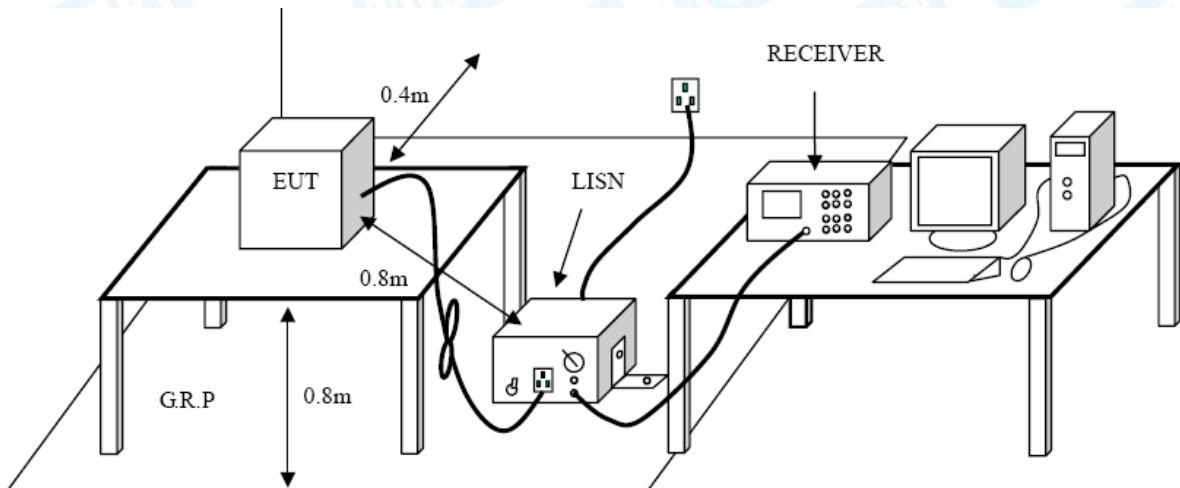 RECEIVER
0.4m
EUT
LISN
0.8m
G.R.P
0.8m